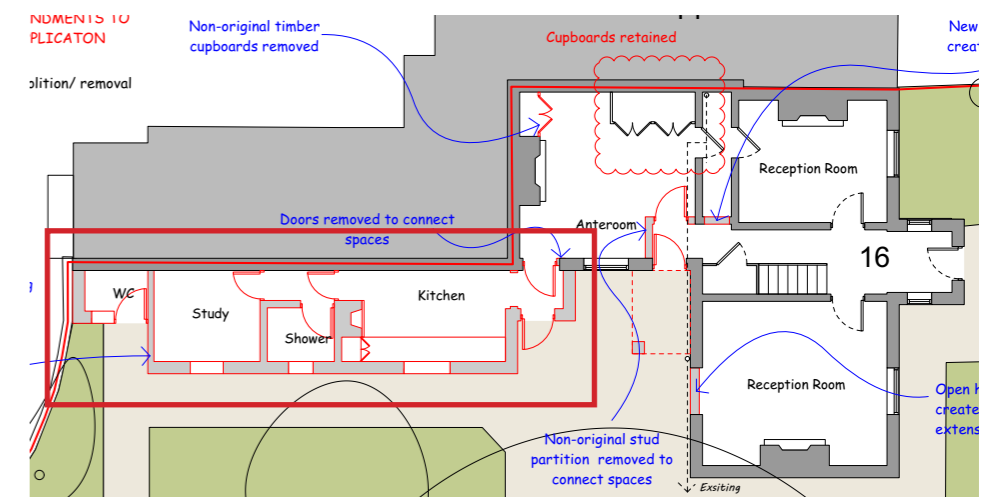 NDMENTS TO
PLICATON
olition/ removal
Non-original timber
cupboards removed
Cupboards retained
New
creat
Reception Room
Doors removed to connect
spaces
Anteroom
16
WC
Study
Shower
Kitchen
Reception Room
Open h
create
extens
Non-original stud
partition removed to
connect spaces
Exsiting